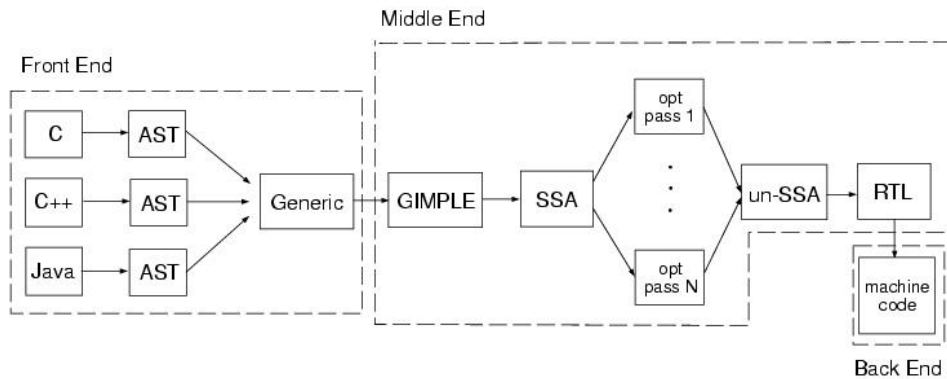 Middle End
Front End
C
AST
C++
AST
Java
AST
Generic
GIMPLE
SSA
opt
pass 1
opt
pass N
un-SSA
RTL
machine
code
Back End